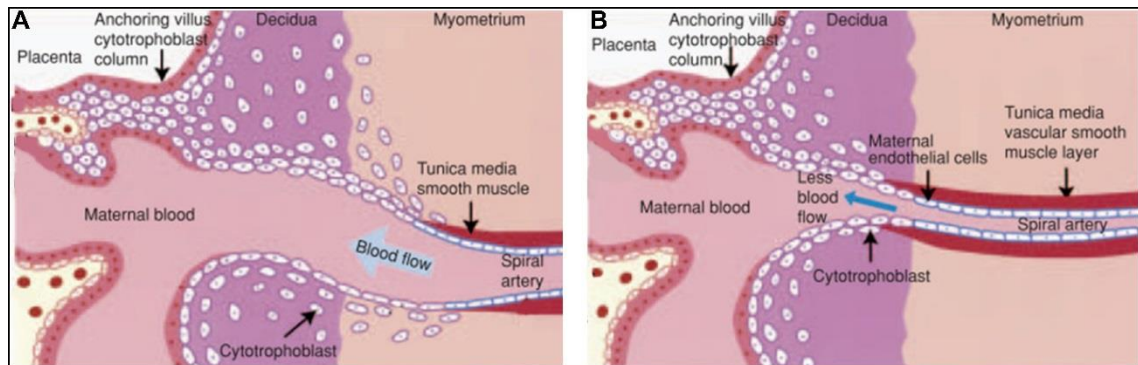 A
Placenta
Anchoring villus
cytotrophoblast
column
Decidua
Myometrium
Tunica media
smooth muscle
Maternal blood
Blood flow
Spiral
artery
Cytotrophoblast
B
Placenta
Anchoring villus
cytotrophobast
column
Decidua
Myometrium
Tunica media
vascular smooth
muscle layer
Maternal
endothelial cells
Less
blood
flow
Maternal blood
Spiral artery
Cytotrophoblast